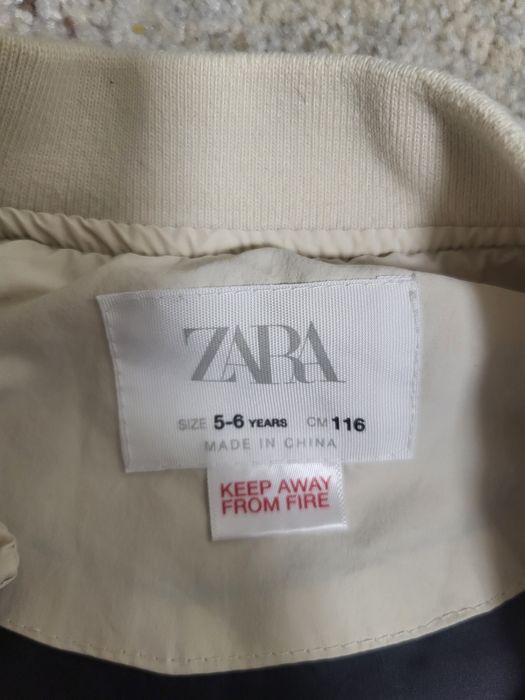 ZARA
SIZE 5-6 YEARS CM 116
MADE IN CHINA
KEEP AWAY
FROM FIRE